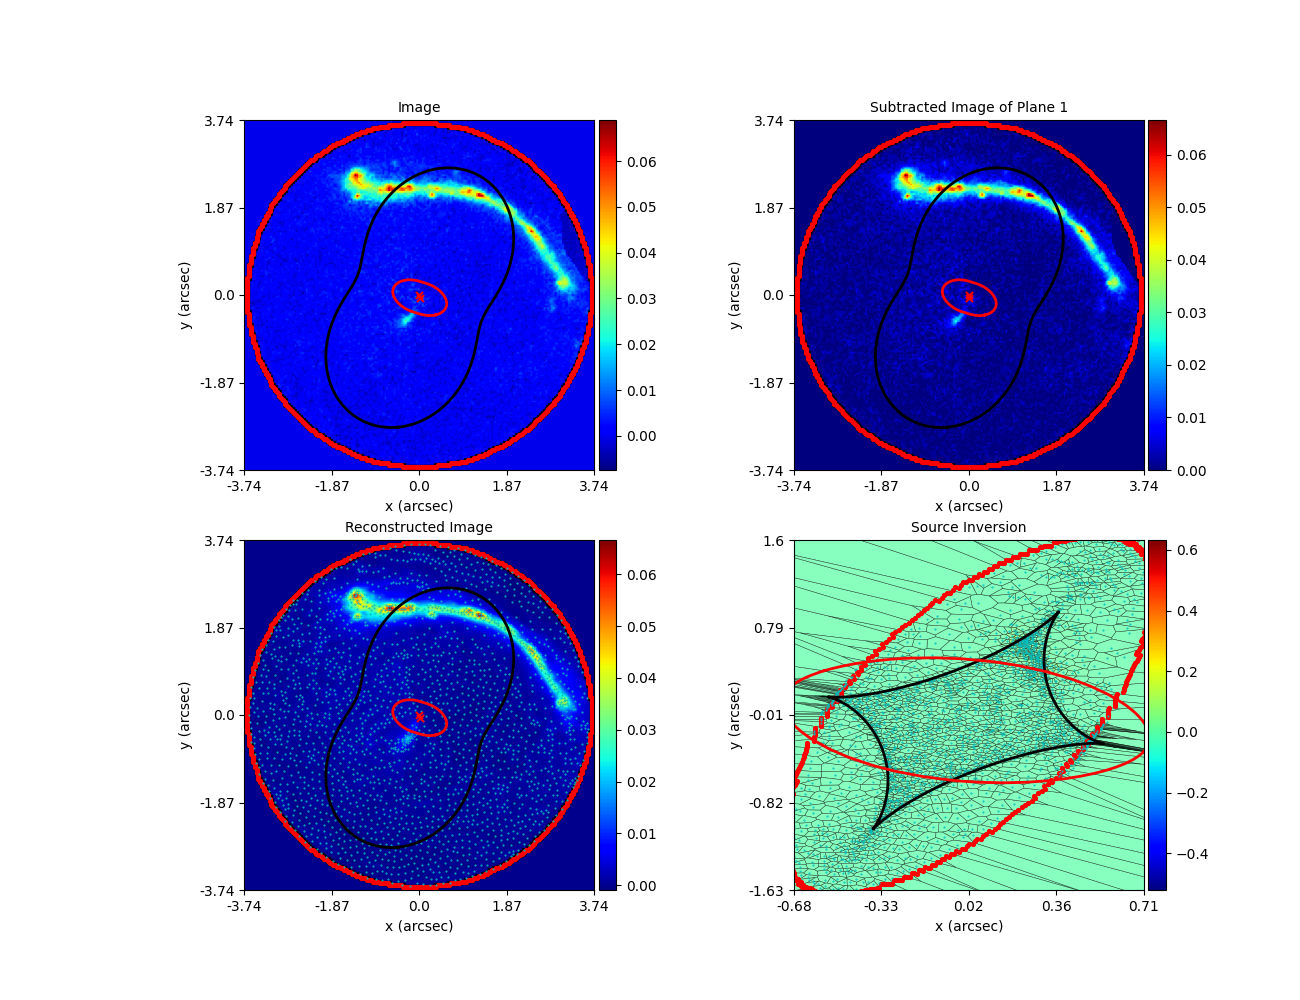 Image
3.74
1.87
0.0
-1.87
-3.74
y (arcsec)
-3.74 -1.87 0.0 1.87 3.74
x (arcsec)
0.06
0.05
0.04
0.03
0.02
0.01
0.00
Subtracted Image of Plane 1
3.74
1.87
0.0
-1.87
-3.74
y (arcsec)
-3.74 -1.87 0.0 1.87 3.74
x (arcsec)
0.06
0.05
0.04
0.03
0.02
0.01
0.00
Reconstructed Image
3.74
1.87
0.0
-1.87
-3.74
y (arcsec)
-3.74 -1.87 0.0 1.87 3.74
x (arcsec)
0.06
0.05
0.04
0.03
0.02
0.01
0.00
Source Inversion
1.6
0.79
-0.01
-0.82
-1.63
y (arcsec)
-0.68 -0.33 0.02 0.36 0.71
x (arcsec)
0.6
0.4
0.2
0.0
−0.2
−0.4